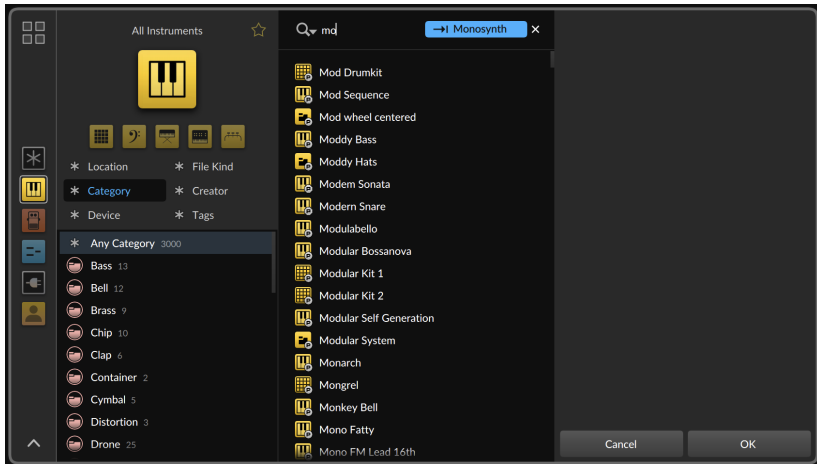 All Instruments
Location
File Kind
Category
Creator
Device
Tags
Any Category 3000
Bass 13
Bell 12
Brass 9
Chip 10
Clap 6
Container 2
Cymbal 5
Distortion 3
Drone 25
mo
Monosynth
Mod Drumkit
Mod Sequence
Mod wheel centered
Moddy Bass
Moddy Hats
Modem Sonata
Modern Snare
Modulabello
Modular Bossanova
Modular Kit 1
Modular Kit 2
Modular Self Generation
Modular System
Monarch
Mongrel
Monkey Bell
Mono Fatty
Mono FM Lead 16th
Cancel
OK